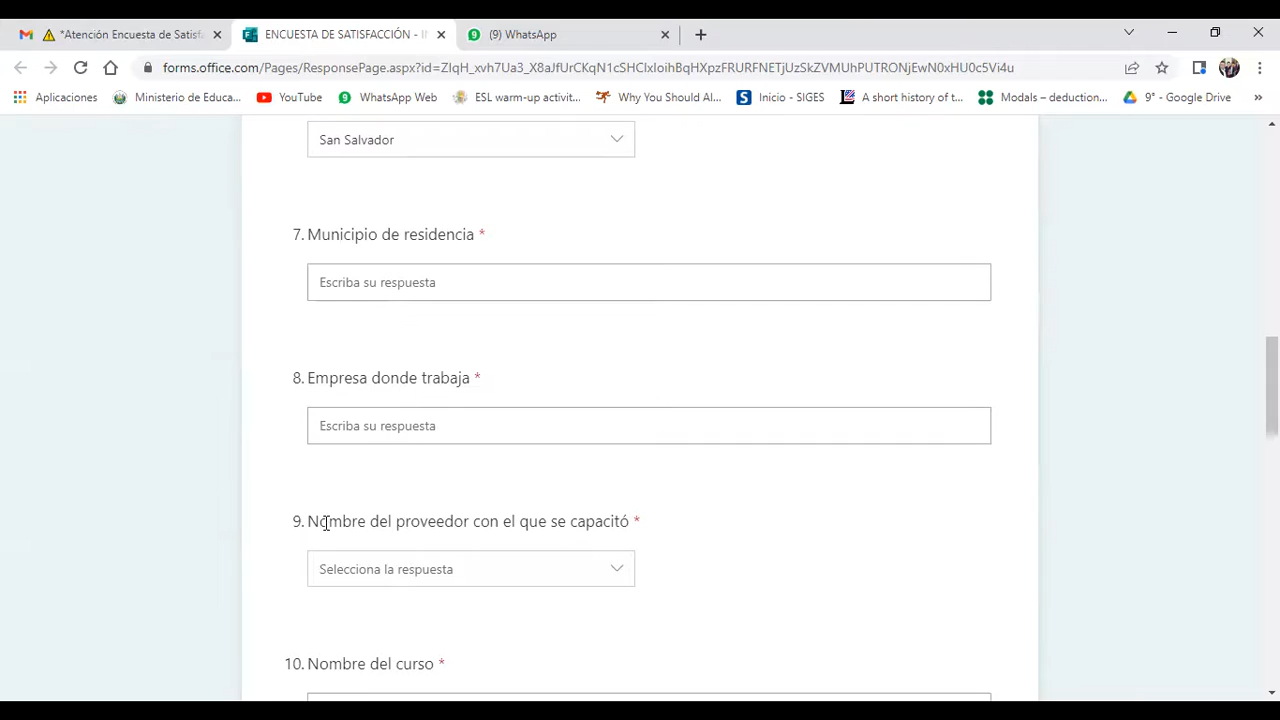 *Atención Encuesta de Satisf
ENCUESTA DE SATISFACCIÓN - I
(9) WhatsApp
forms.office.com/Pages/ResponsePage.aspx?id=
Aplicaciones
Ministerio de Educa...
YouTube
WhatsApp Web
ESL warm-up activit...
Why You Should Al...
Inicio - SIGES
A short history of t...
Modals – deduction...
9° - Google Drive
San Salvador
7. Municipio de residencia *
Escriba su respuesta
8. Empresa donde trabaja *
Escriba su respuesta
9. Nombre del proveedor con el que se capacitó *
Selecciona la respuesta
10. Nombre del curso *